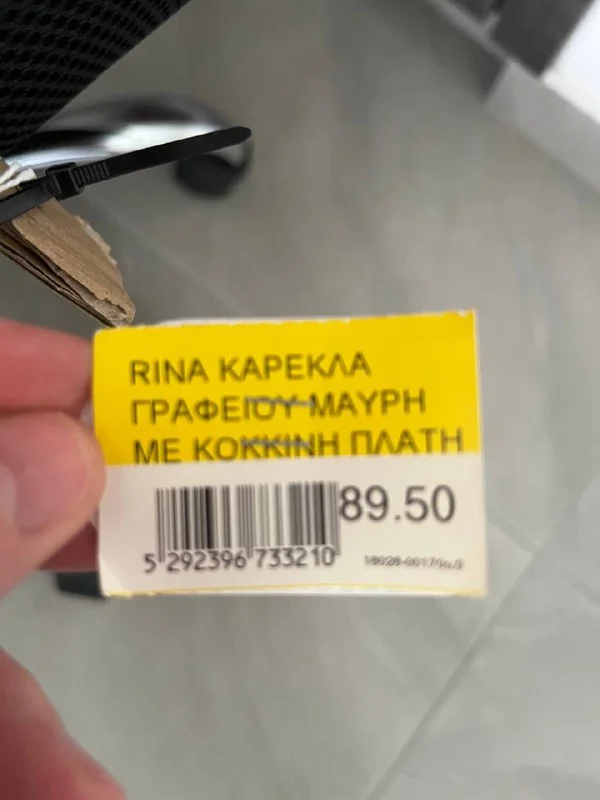 RINA ΚΑΡΕΚΛΑ
ΓΡΑΦΕΙΟΥ ΜΑΥΡΗ
ΜΕ ΚΟΚΚΙΝΗ ΠΛΑΤΗ
89.50
5 292396 733210